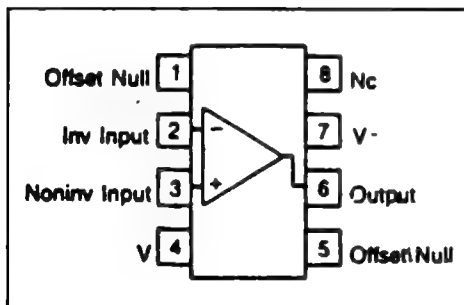 Offset Null 1
Inv Input 2
Noninv Input 3
V 4
8 Nc
7 V-
6 Output
5 Offset Null
-
+